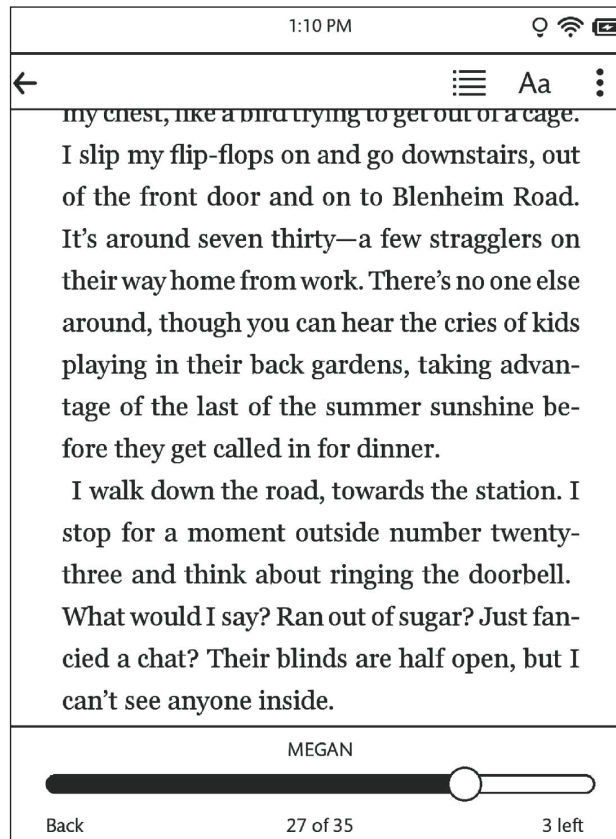 1:10 PM
Aa
my chest, like a bird trying to get out of a cage.
I slip my flip-flops on and go downstairs, out
of the front door and on to Blenheim Road.
It’s around seven thirty—a few stragglers on
their way home from work. There’s no one else
around, though you can hear the cries of kids
playing in their back gardens, taking advan-
tage of the last of the summer sunshine be-
fore they get called in for dinner.
I walk down the road, towards the station. I
stop for a moment outside number twenty-
three and think about ringing the doorbell.
What would I say? Ran out of sugar? Just fan-
cied a chat? Their blinds are half open, but I
can’t see anyone inside.
MEGAN
Back 27 of 35 3 left